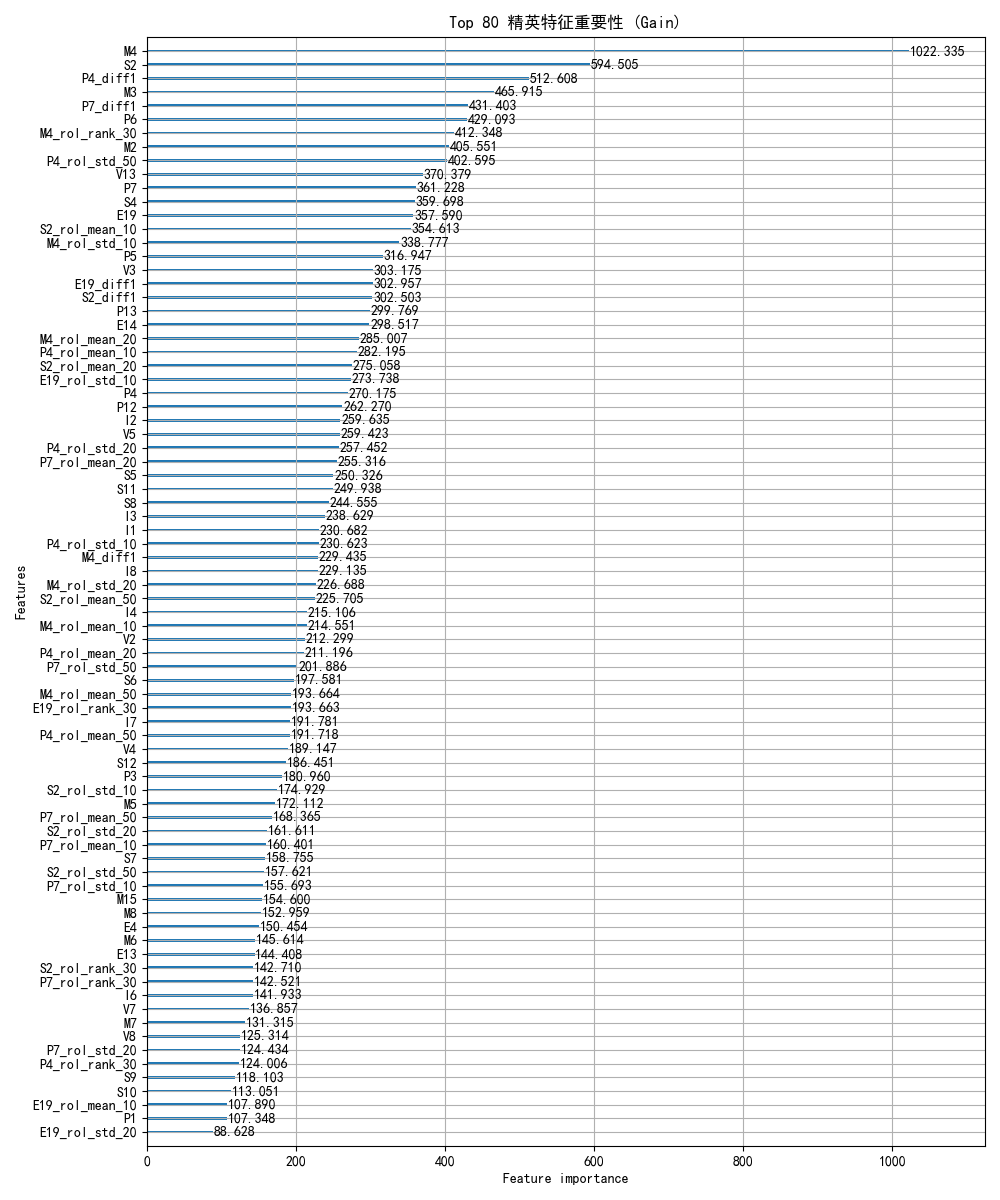 Top 80 精英特征重要性 (Gain)
M4 1022.335
S2 594.505
P4_diff1 512.608
M3 465.915
P7_diff1 431.403
P6 429.093
M4_rol_rank_30 412.348
M2 405.551
P4_rol_std_50 402.595
V13 370.379
P7 361.228
S4 359.698
E19 357.590
S2_rol_mean_10 354.613
M4_rol_std_10 338.777
P5 316.947
V3 303.175
E19_diff1 302.957
S2_diff1 302.503
P13 299.769
E14 298.517
M4_rol_mean_20 285.007
P4_rol_mean_10 282.195
S2_rol_mean_20 275.058
E19_rol_std_10 273.738
P4 270.175
P12 262.270
I2 259.635
V5 259.423
P4_rol_std_20 257.452
P7_rol_mean_20 255.316
S5 250.326
S11 249.938
S8 244.555
I3 238.629
I1 230.682
P4_rol_std_10 230.623
M4_diff1 229.435
I8 229.135
M4_rol_std_20 226.688
S2_rol_mean_50 225.705
I4 215.106
M4_rol_mean_10 214.551
V2 212.299
P4_rol_mean_20 211.196
P7_rol_std_50 201.886
S6 197.581
M4_rol_mean_50 193.664
E19_rol_rank_30 193.663
I7 191.781
P4_rol_mean_50 191.718
V4 189.147
S12 186.451
P3 180.960
S2_rol_std_10 174.929
M5 172.112
P7_rol_mean_50 168.365
S2_rol_std_20 161.611
P7_rol_mean_10 160.401
S7 158.755
S2_rol_std_50 157.621
P7_rol_std_10 155.693
M15 154.600
M8 152.959
E4 150.454
M6 145.614
E13 144.408
S2_rol_rank_30 142.710
P7_rol_rank_30 142.521
I6 141.933
V7 136.857
M7 131.315
V8 125.314
P7_rol_std_20 124.434
P4_rol_rank_30 124.006
S9 118.103
S10 113.051
E19_rol_mean_10 107.890
P1 107.348
E19_rol_std_20 88.628
Features
0 200 400 600 800 1000
Feature importance